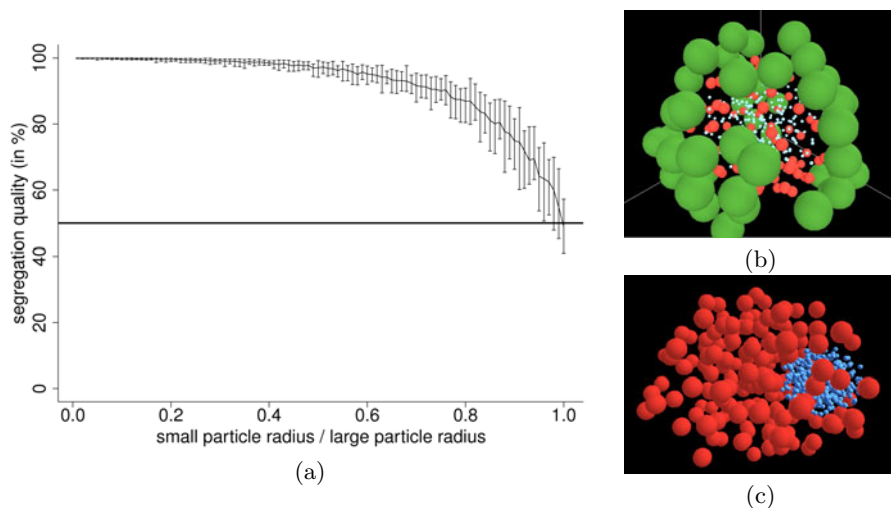 segregation quality (in %)
100
80
60
40
20
0
0.0 0.2 0.4 0.6 0.8 1.0
small particle radius / large particle radius
(a)
(b)
(c)